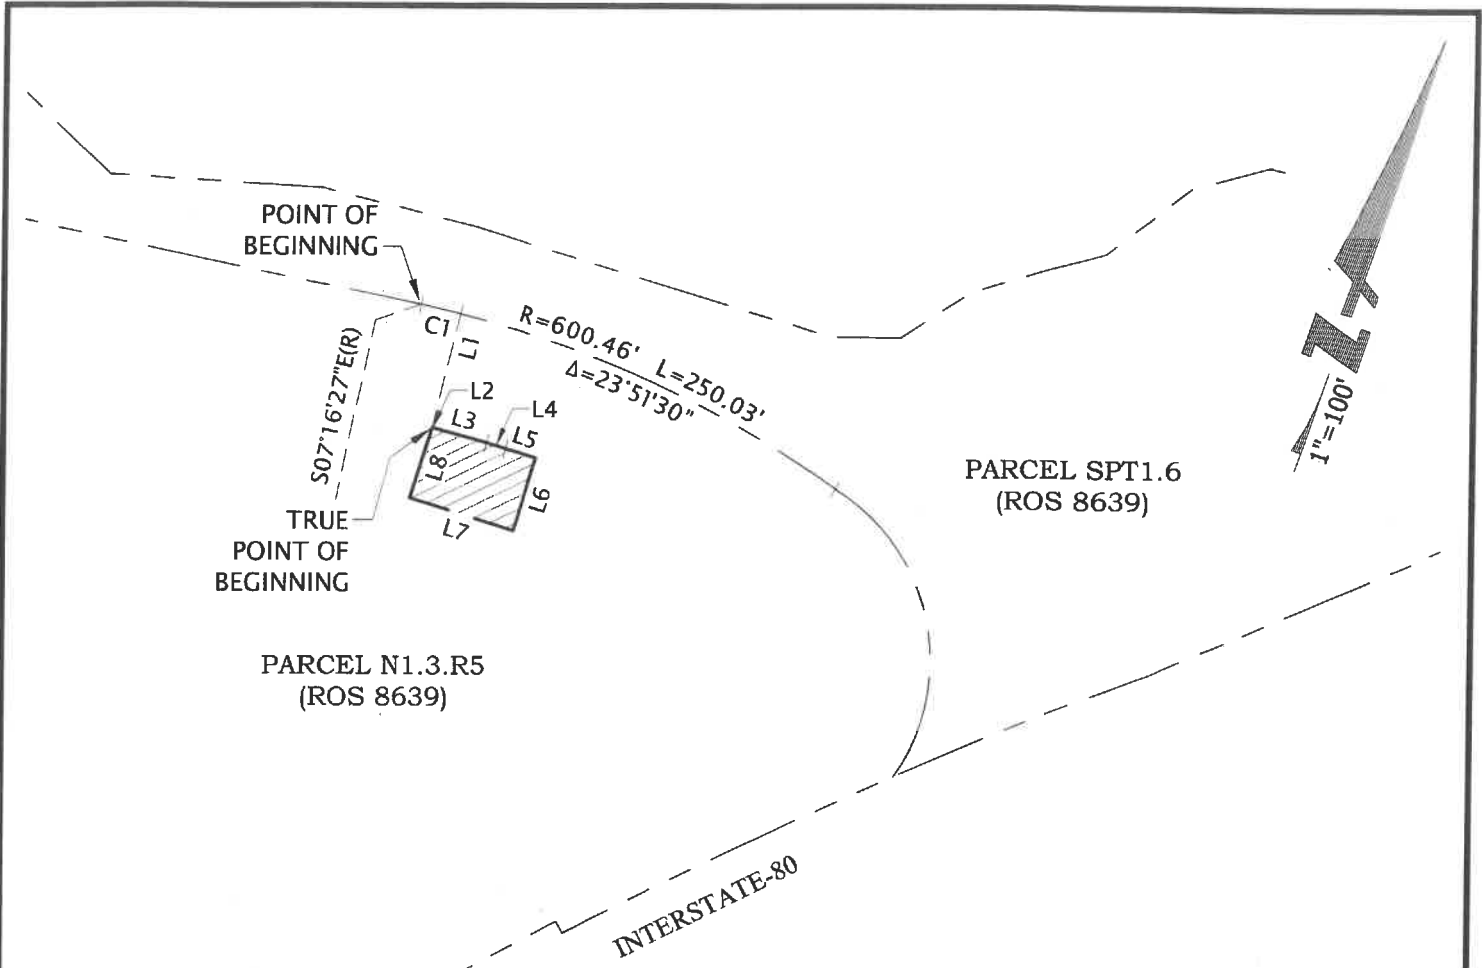 POINT OF
BEGINNING
C1
L1
R=600.46' L=250.03'
Δ=23°51'30"
S07°16'27"E(R)
L2
L3
L4
L5
L8
L6
L7
TRUE
POINT OF
BEGINNING
PARCEL SPT1.6
(ROS 8639)
Z
1"=100'
PARCEL N1.3.R5
(ROS 8639)
INTERSTATE-80